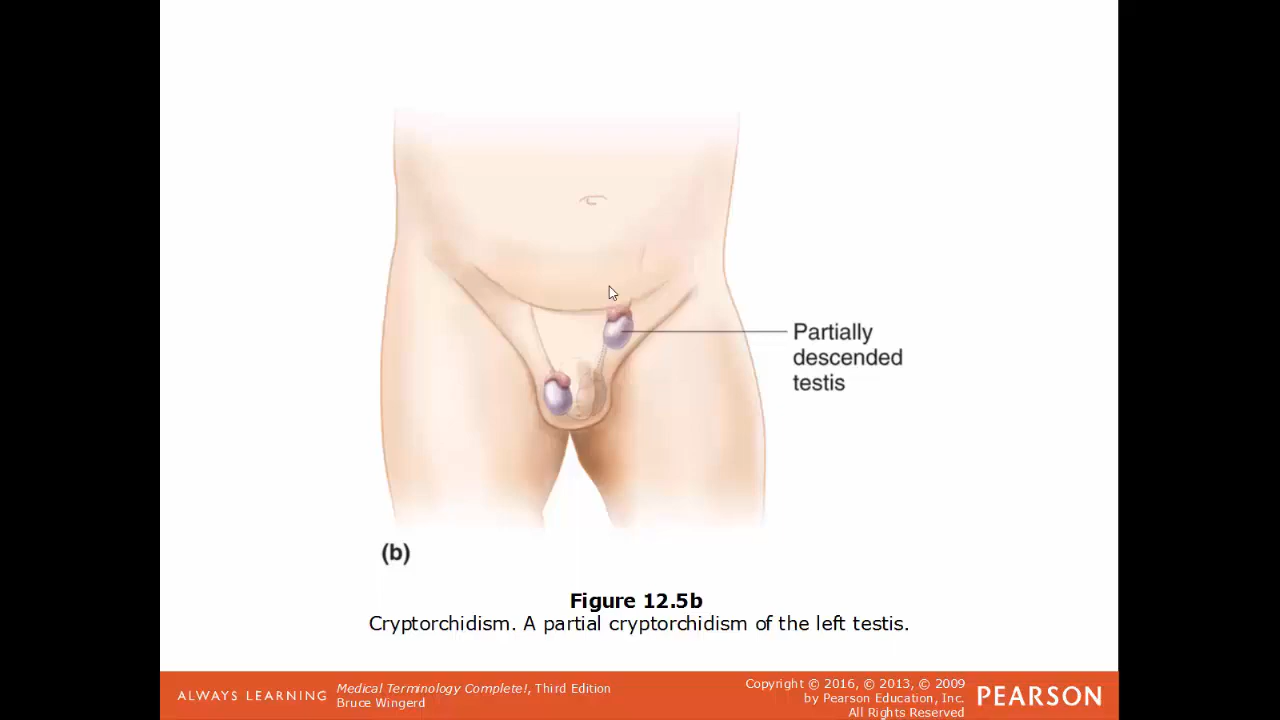 Partially
descended
testis
(b)
Figure 12.5b
Cryptorchidism. A partial cryptorchidism of the left testis.
ALWAYS LEARNING
Medical Terminology Complete!, Third Edition
Bruce Wingerd
Copyright © 2016, © 2013, © 2009
by Pearson Education, Inc.
All Rights Reserved
PEARSON